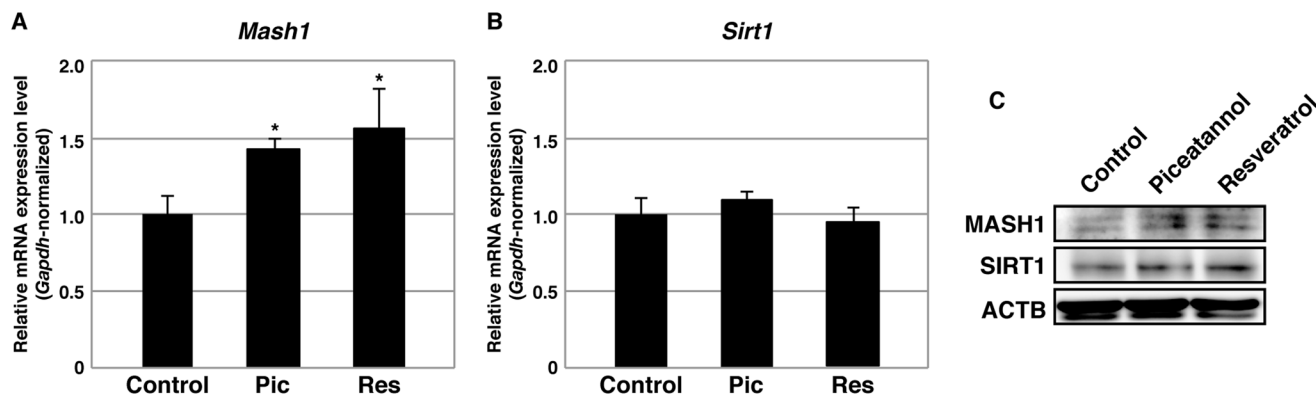 A
Mash1
Relative mRNA expression level
(Gapdh-normalized)
2.0
*
*
1.5
1.0
0.5
0
Control Pic Res
B
Sirt1
Relative mRNA expression level
(Gapdh-normalized)
2.0
1.5
1.0
0.5
0
Control Pic Res
C
Control
Piceatannol
Resveratrol
MASH1
SIRT1
ACTB